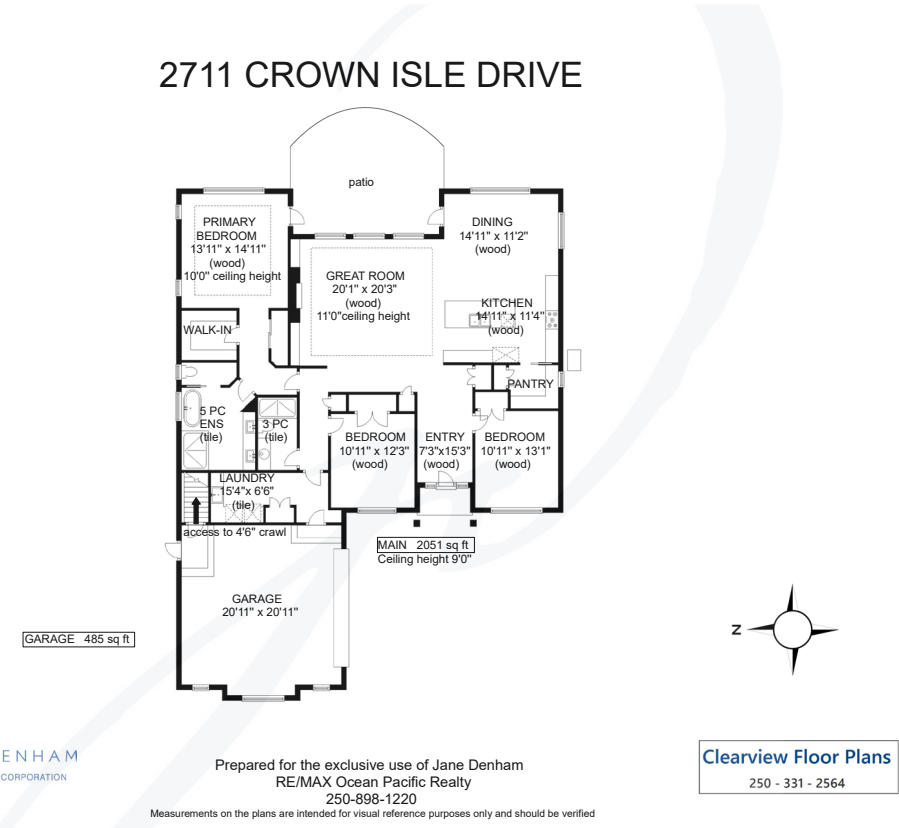 2711 CROWN ISLE DRIVE
patio
PRIMARY
BEDROOM
13'11" x 14'11"
(wood)
10'0" ceiling height
DINING
14'11" x 11'2"
(wood)
GREAT ROOM
20'1" x 20'3"
(wood)
11'0"ceiling height
KITCHEN
14'11" x 11'4"
(wood)
WALK-IN
PANTRY
5 PC
ENS
(tile)
3 PC
(tile)
BEDROOM
10'11" x 12'3"
(wood)
ENTRY
7'3"x15'3"
(wood)
BEDROOM
10'11" x 13'1"
(wood)
LAUNDRY
15'4"x 6'6"
(tile)
access to 4'6" crawl
MAIN 2051 sq ft
Ceiling height 9'0"
GARAGE
20'11" x 20'11"
GARAGE 485 sq ft
N
ENHAM
CORPORATION
Prepared for the exclusive use of Jane Denham
RE/MAX Ocean Pacific Realty
250-898-1220
Measurements on the plans are intended for visual reference purposes only and should be verified
Clearview Floor Plans
250 - 331 - 2564